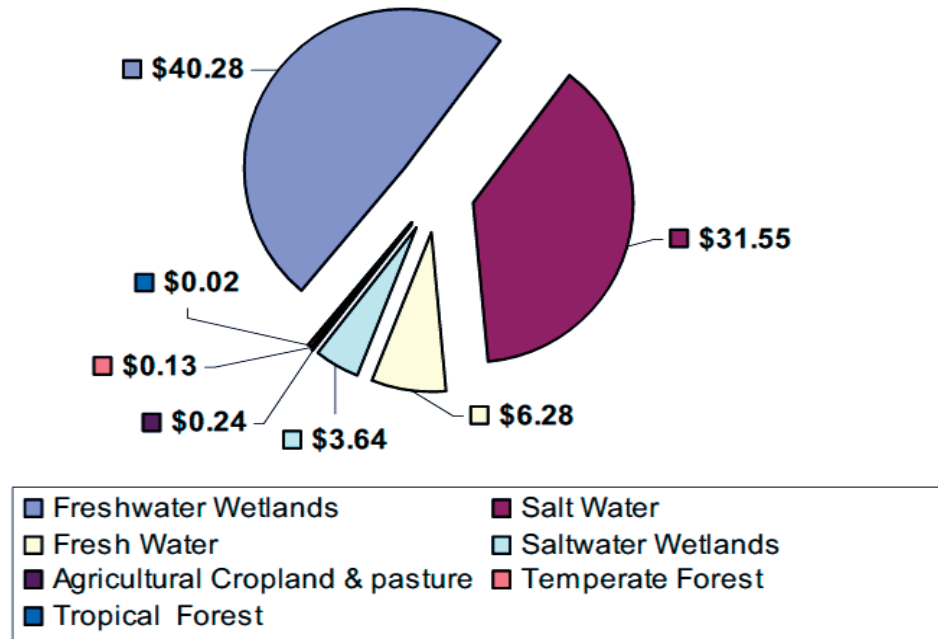 $40.28
$31.55
$0.02
$0.13
$0.24
$3.64
$6.28
Freshwater Wetlands
Salt Water
Fresh Water
Saltwater Wetlands
Agricultural Cropland & pasture
Temperate Forest
Tropical Forest